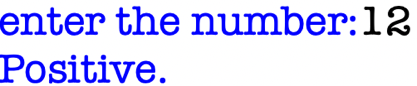 enter the number:12
Positive.